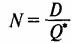 N = D / Q*